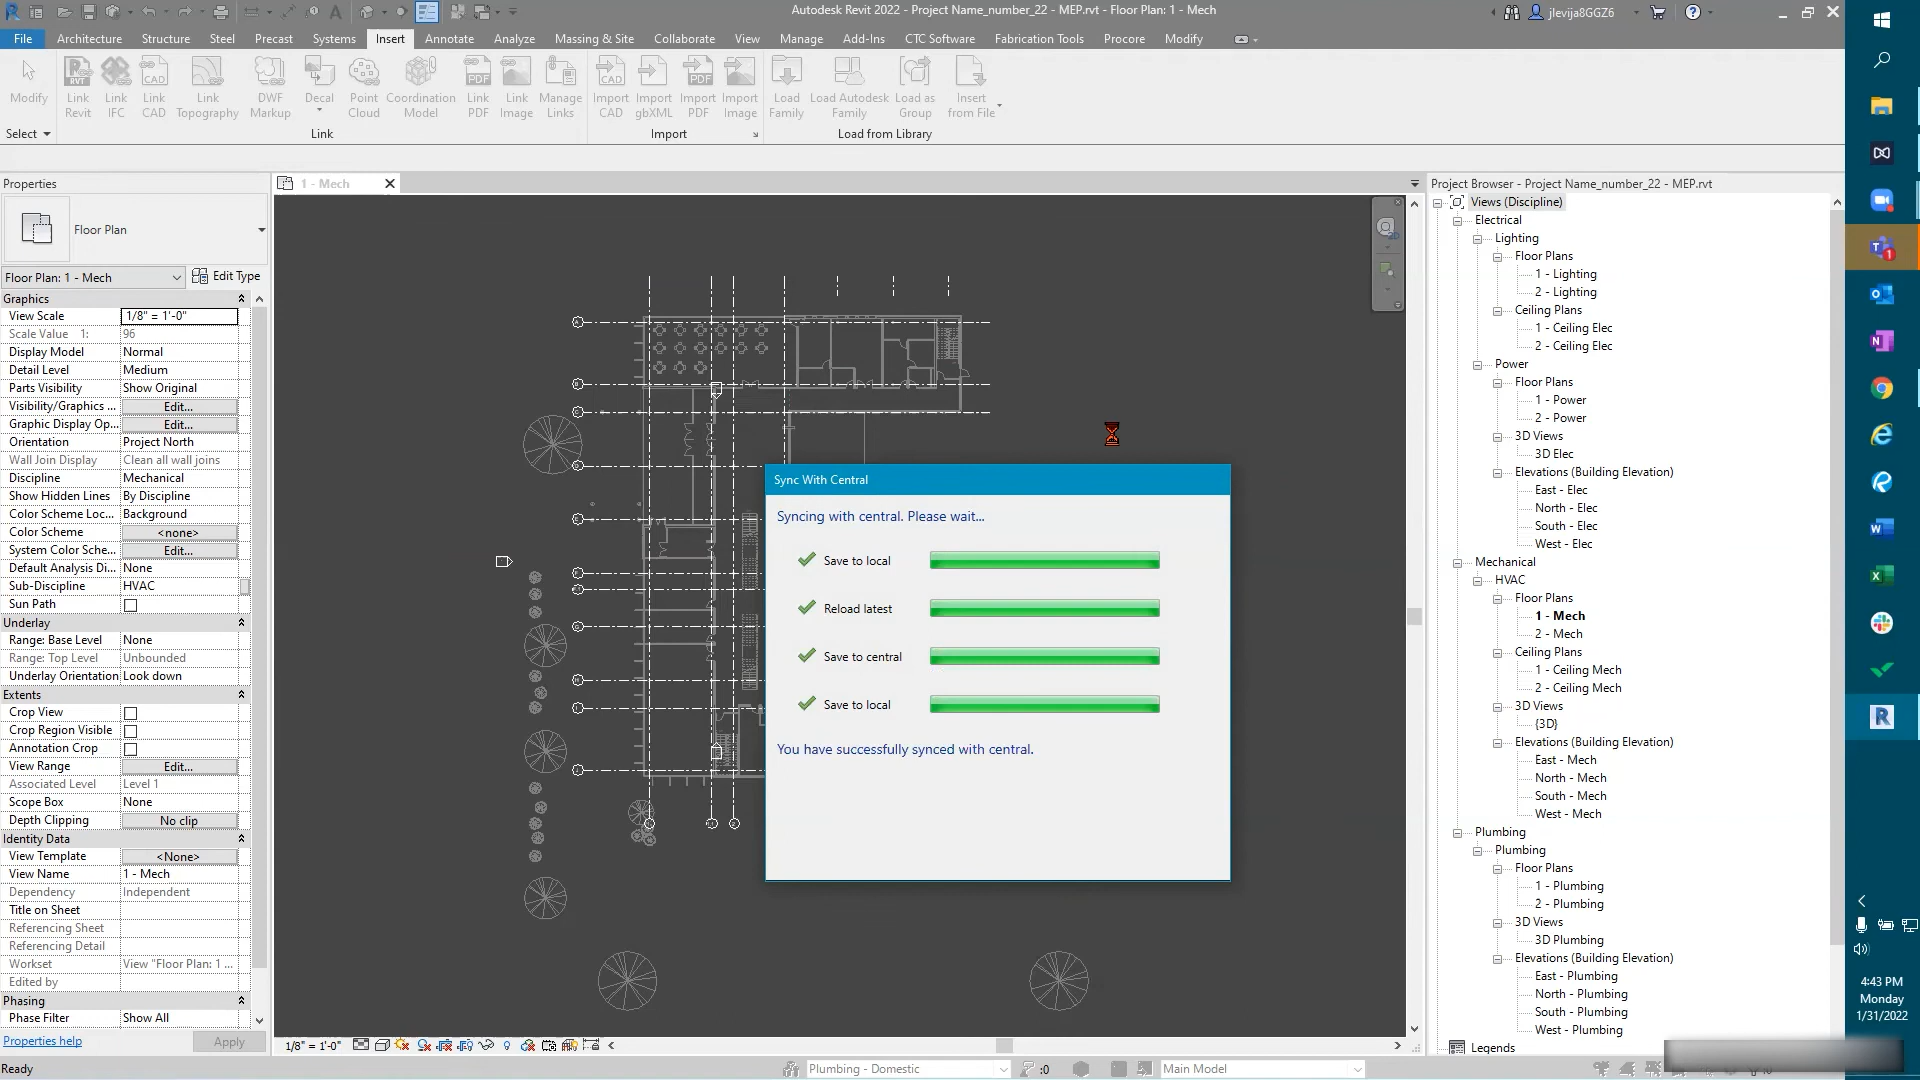 Autodesk Revit 2022 - Project Name_number_22 - MEP.rvt - Floor Plan: 1 - Mech
jlevija8GGZ6
File Architecture Structure Steel Precast Systems Insert Annotate Analyze Massing & Site Collaborate View Manage Add-Ins CTC Software Fabrication Tools Procore Modify
Modify
Link Revit
Link IFC
Link CAD
Link Topography
DWF Markup
Decal
Point Cloud
Coordination Model
Link PDF
Link Image
Manage Links
Import CAD
Import gbXML
Import PDF
Import Image
Load Family
Load Autodesk Family
Load as Group
Insert from File
Select
Link
Import
Load from Library
Properties
Floor Plan
Floor Plan: 1 - Mech
Edit Type
Graphics
View Scale 1/8" = 1'-0"
Scale Value 1: 96
Display Model Normal
Detail Level Medium
Parts Visibility Show Original
Visibility/Graphics ... Edit...
Graphic Display Op... Edit...
Orientation Project North
Wall Join Display Clean all wall joins
Discipline Mechanical
Show Hidden Lines By Discipline
Color Scheme Loc... Background
Color Scheme <none>
System Color Sche... Edit...
Default Analysis Di... None
Sub-Discipline HVAC
Sun Path
Underlay
Range: Base Level None
Range: Top Level Unbounded
Underlay Orientation Look down
Extents
Crop View
Crop Region Visible
Annotation Crop
View Range Edit...
Associated Level Level 1
Scope Box None
Depth Clipping No clip
Identity Data
View Template <None>
View Name 1 - Mech
Dependency Independent
Title on Sheet
Referencing Sheet
Referencing Detail
Workset View "Floor Plan: 1 ...
Edited by
Phasing
Phase Filter Show All
Properties help
Apply
1 - Mech
Sync With Central
Syncing with central. Please wait...
Save to local
Reload latest
Save to central
Save to local
You have successfully synced with central.
1/8" = 1'-0"
Ready
Plumbing - Domestic
:0
Main Model
Project Browser - Project Name_number_22 - MEP.rvt
Views (Discipline)
Electrical
Lighting
Floor Plans
1 - Lighting
2 - Lighting
Ceiling Plans
1 - Ceiling Elec
2 - Ceiling Elec
Power
Floor Plans
1 - Power
2 - Power
3D Views
3D Elec
Elevations (Building Elevation)
East - Elec
North - Elec
South - Elec
West - Elec
Mechanical
HVAC
Floor Plans
1 - Mech
2 - Mech
Ceiling Plans
1 - Ceiling Mech
2 - Ceiling Mech
3D Views
{3D}
Elevations (Building Elevation)
East - Mech
North - Mech
South - Mech
West - Mech
Plumbing
Plumbing
Floor Plans
1 - Plumbing
2 - Plumbing
3D Views
3D Plumbing
Elevations (Building Elevation)
East - Plumbing
North - Plumbing
South - Plumbing
West - Plumbing
Legends
4:43 PM
Monday
1/31/2022